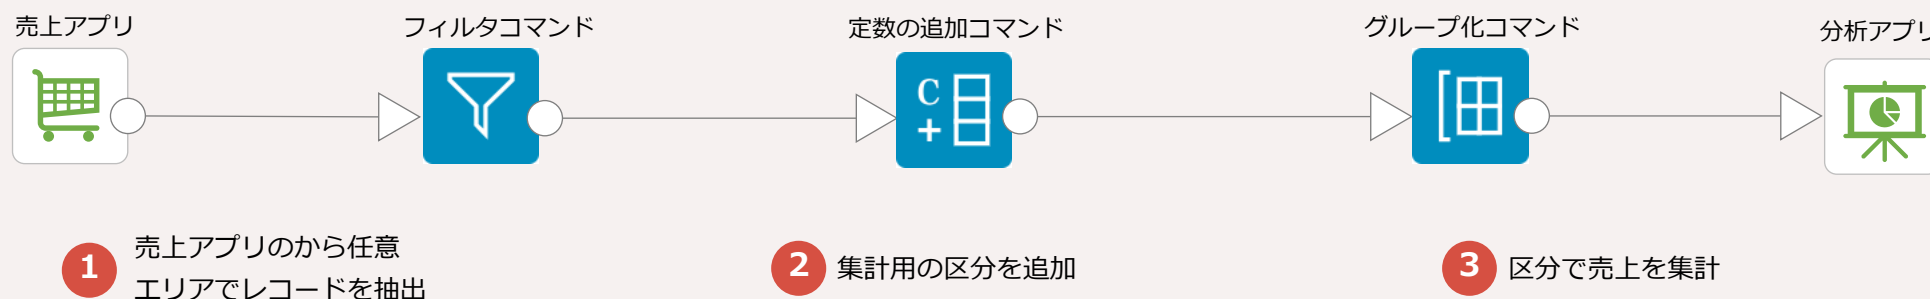 売上アプリ
フィルタコマンド
定数の追加コマンド
グループ化コマンド
分析アプリ
C
+
1
売上アプリのから任意
エリアでレコードを抽出
2
集計用の区分を追加
3
区分で売上を集計